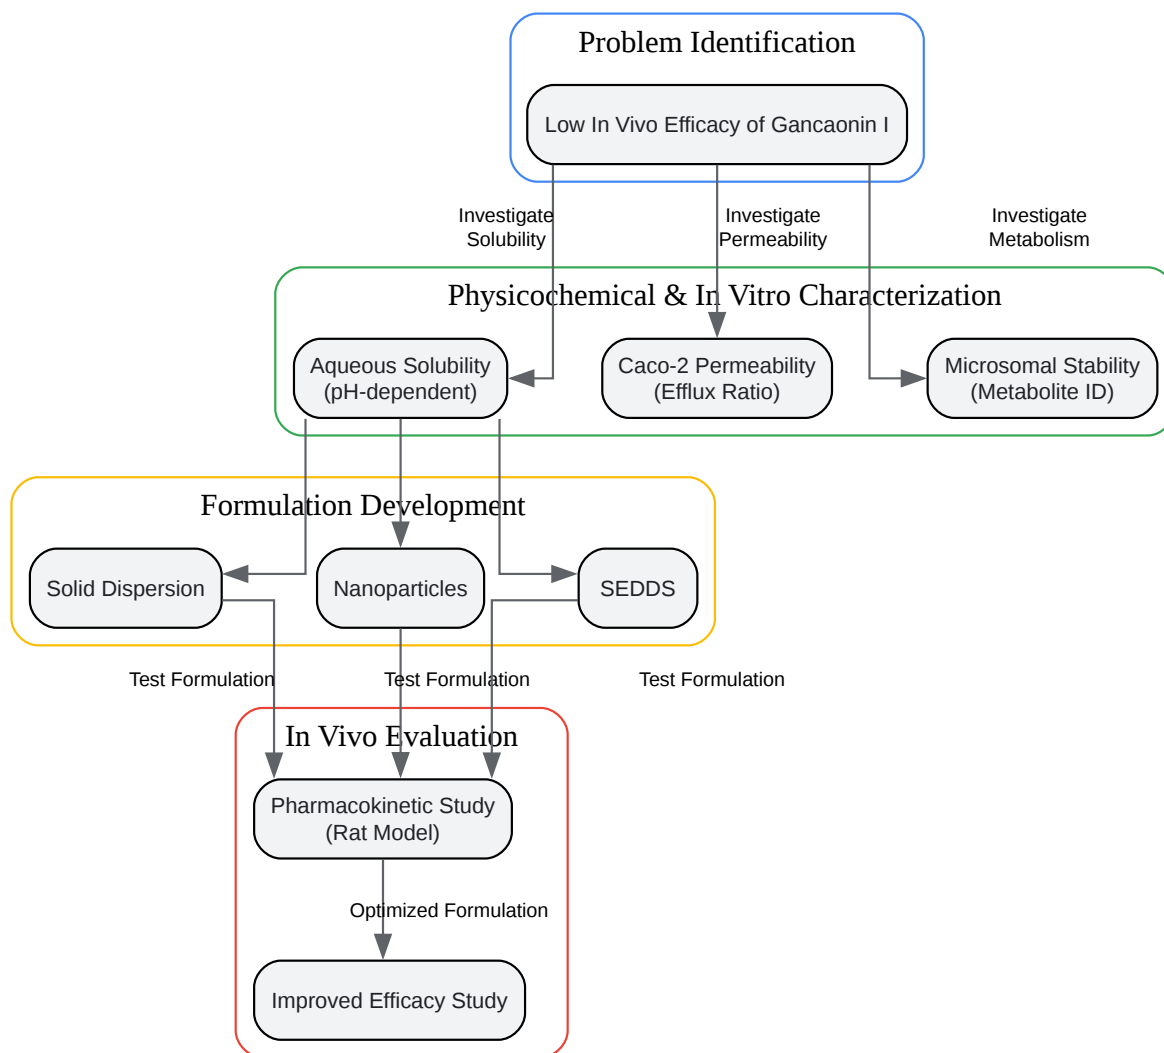 Problem Identification
Low In Vivo Efficacy of Gancaonin I
Investigate
Solubility
Investigate
Permeability
Investigate
Metabolism
Physicochemical & In Vitro Characterization
Aqueous Solubility
(pH-dependent)
Caco-2 Permeability
(Efflux Ratio)
Microsomal Stability
(Metabolite ID)
Formulation Development
Solid Dispersion
Nanoparticles
SEDDS
Test Formulation
Test Formulation
Test Formulation
In Vivo Evaluation
Pharmacokinetic Study
(Rat Model)
Optimized Formulation
Improved Efficacy Study